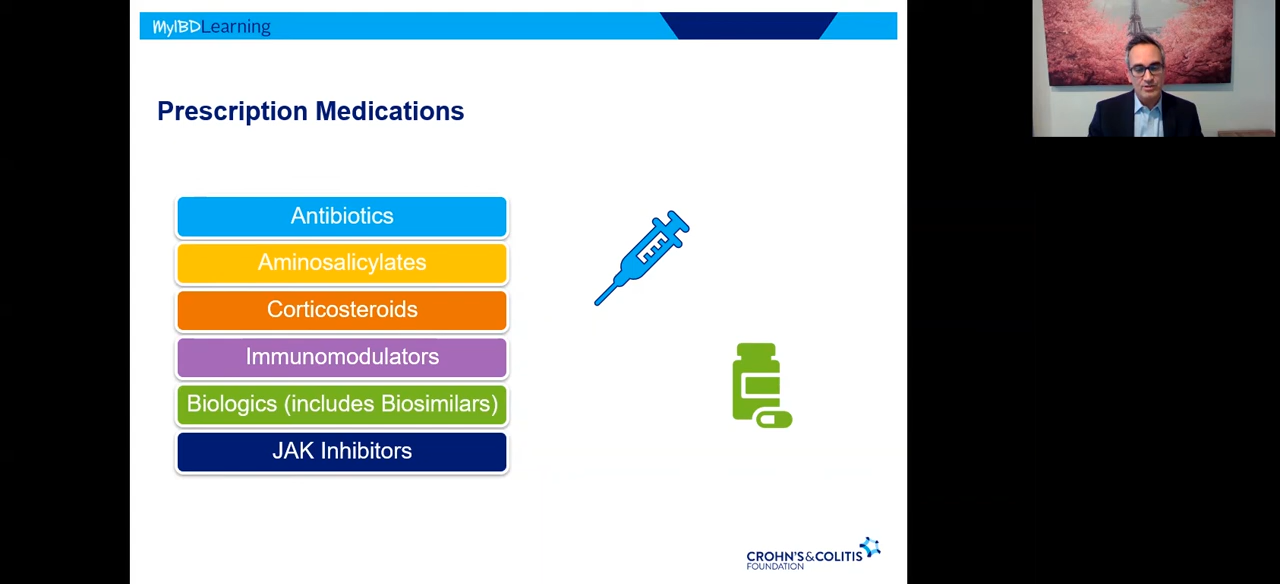 MyIBDLearning
Prescription Medications
Antibiotics
Aminosalicylates
Corticosteroids
Immunomodulators
Biologics (includes Biosimilars)
JAK Inhibitors
CROHN'S&COLITIS
FOUNDATION